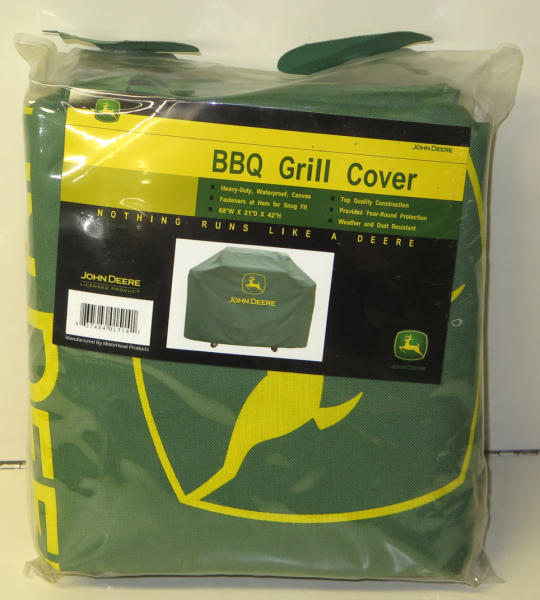 JOHN DEERE
BBQ Grill Cover
• Heavy-Duty, Waterproof, Canvas
• Fasteners at Hem for Snug Fit
• 68"W X 21"D X 42"H
• Top Quality Construction
• Provides Year-Round Protection
• Weather and Dust Resistant
NOTHING RUNS LIKE A DEERE
JOHN DEERE
LICENSED PRODUCT
Manufactured By MotorHead Products
JOHN DEERE
JOHN DEERE